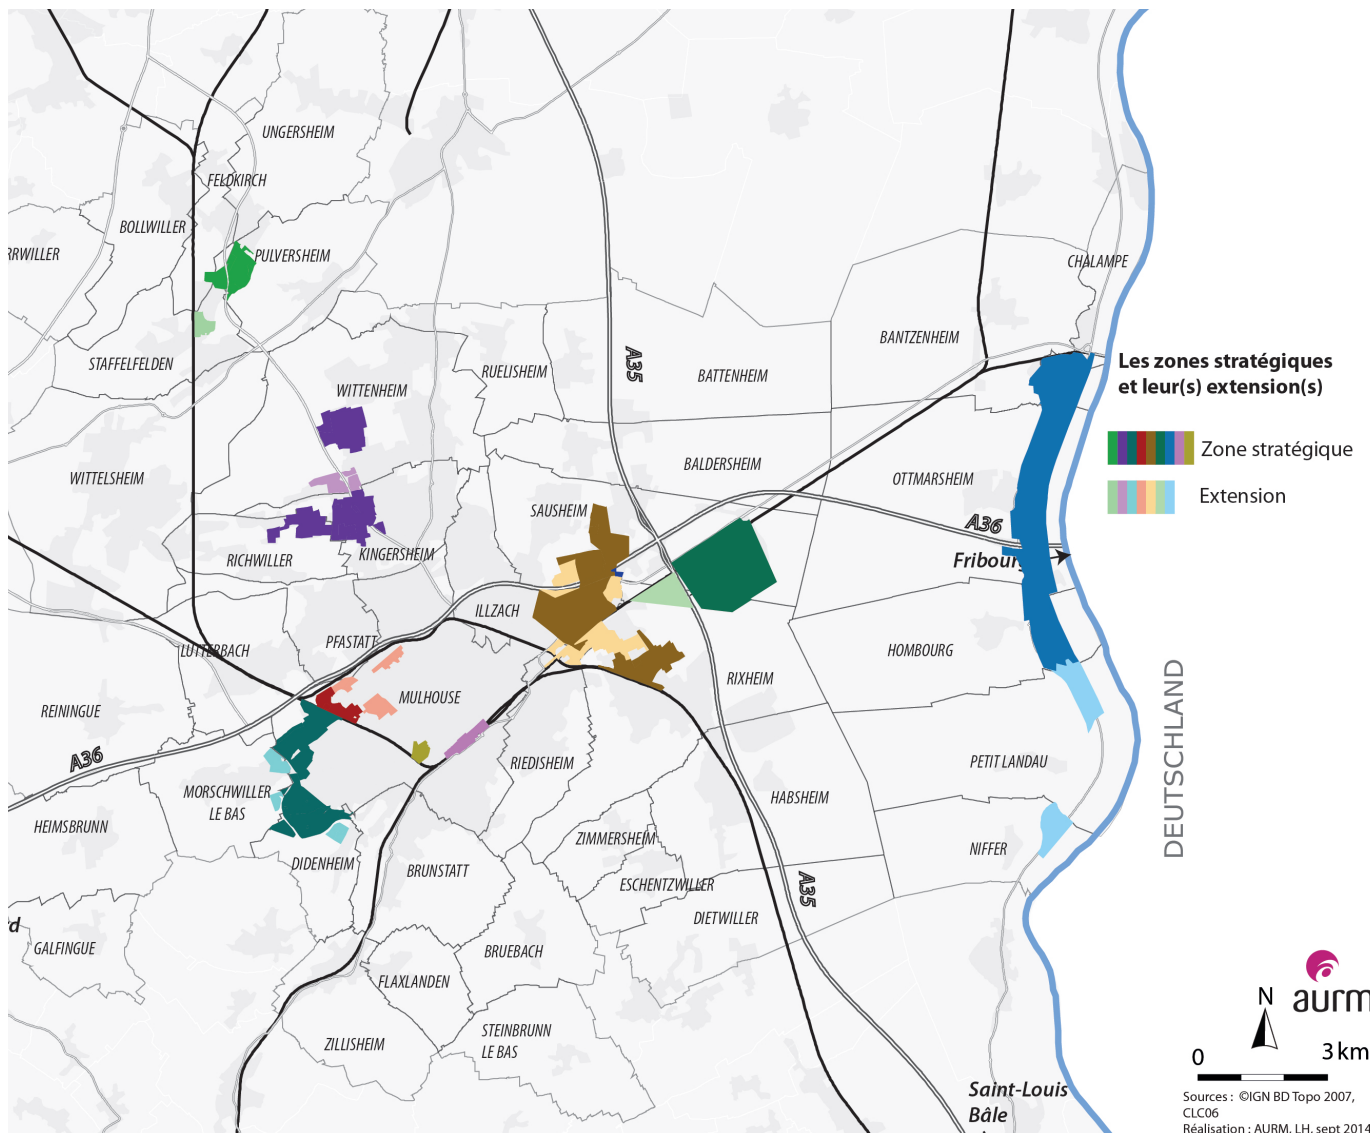 UNGERSHEIM
FELDKIRCH
BOLLWILLER
RRWILLER
PULVERSHEIM
CHALAMPE
BANTZENHEIM
STAFFELFELDEN
A35
RUELISHEIM
BATTENHEIM
WITTENHEIM
Les zones stratégiques
et leur(s) extension(s)
Zone stratégique
Extension
WITTELSHEIM
BALDERSHEIM
OTTMARSHEIM
SAUSHEIM
A36
RICHWILLER
KINGERSHEIM
Fribourg
ILLZACH
LUTTERBACH
PFASTATT
HOMBOURG
REININGUE
MULHOUSE
RIXHEIM
DEUTSCHLAND
A36
RIEDISHEIM
PETIT LANDAU
MORSCHWILLER
LE BAS
HABSHEIM
HEIMSBRUNN
ZIMMERSHEIM
NIFFER
DIDENHEIM
BRUNSTATT
ESCHENTZWILLER
A35
DIETWILLER
rd
GALFINGUE
BRUEBACH
FLAXLANDEN
STEINBRUNN
LE BAS
ZILLISHEIM
aurm
N
0 3 km
Saint-Louis
Bâle
Sources : ©IGN BD Topo 2007,
CLC06
Réalisation : AURM, LH, sept 2014